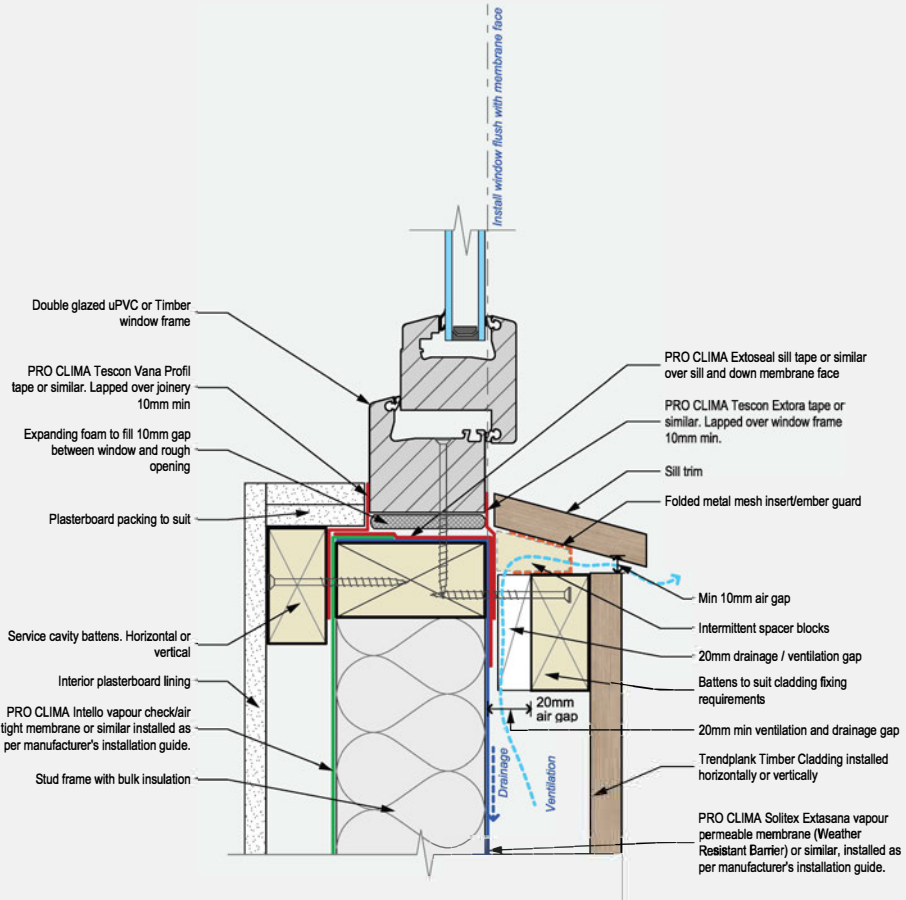 Install window flush with membrane face
Double glazed uPVC or Timber
window frame
PRO CLIMA Tescon Vana Profil
tape or similar. Lapped over joinery
10mm min
Expanding foam to fill 10mm gap
between window and rough
opening
Plasterboard packing to suit
Service cavity battens. Horizontal or
vertical
Interior plasterboard lining
PRO CLIMA Intello vapour check/air
tight membrane or similar installed as
per manufacturer's installation guide.
Stud frame with bulk insulation
PRO CLIMA Extoseal sill tape or similar
over sill and down membrane face
PRO CLIMA Tescon Extora tape or
similar. Lapped over window frame
10mm min.
Sill trim
Folded metal mesh insert/ember guard
Min 10mm air gap
Intermittent spacer blocks
20mm drainage / ventilation gap
Battens to suit cladding fixing
requirements
20mm
air gap
20mm min ventilation and drainage gap
Trendplank Timber Cladding installed
horizontally or vertically
Drainage
Ventilation
PRO CLIMA Solitex Extasana vapour
permeable membrane (Weather
Resistant Barrier) or similar, installed as
per manufacturer's installation guide.